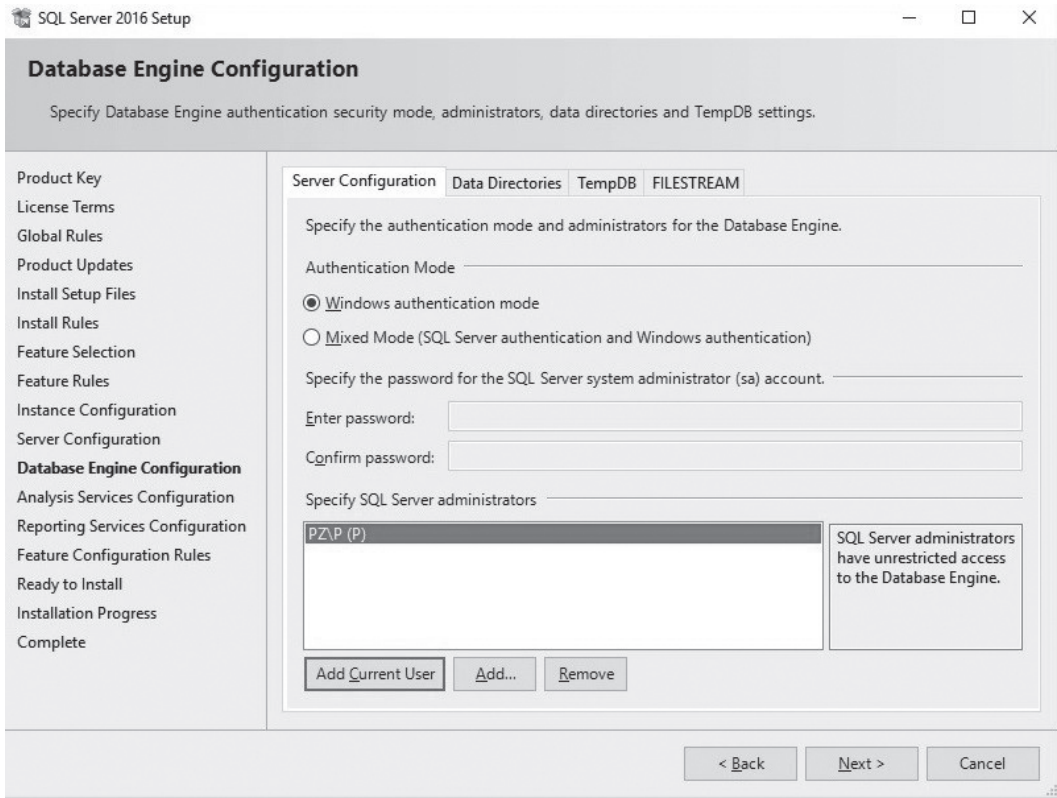 SQL Server 2016 Setup
Database Engine Configuration
Specify Database Engine authentication security mode, administrators, data directories and TempDB settings.
Product Key
License Terms
Global Rules
Product Updates
Install Setup Files
Install Rules
Feature Selection
Feature Rules
Instance Configuration
Server Configuration
Database Engine Configuration
Analysis Services Configuration
Reporting Services Configuration
Feature Configuration Rules
Ready to Install
Installation Progress
Complete
Server Configuration Data Directories TempDB FILESTREAM
Specify the authentication mode and administrators for the Database Engine.
Authentication Mode
Windows authentication mode
Mixed Mode (SQL Server authentication and Windows authentication)
Specify the password for the SQL Server system administrator (sa) account.
Enter password:
Confirm password:
Specify SQL Server administrators
PZ\P (P)
SQL Server administrators
have unrestricted access
to the Database Engine.
Add Current User Add... Remove
< Back Next > Cancel